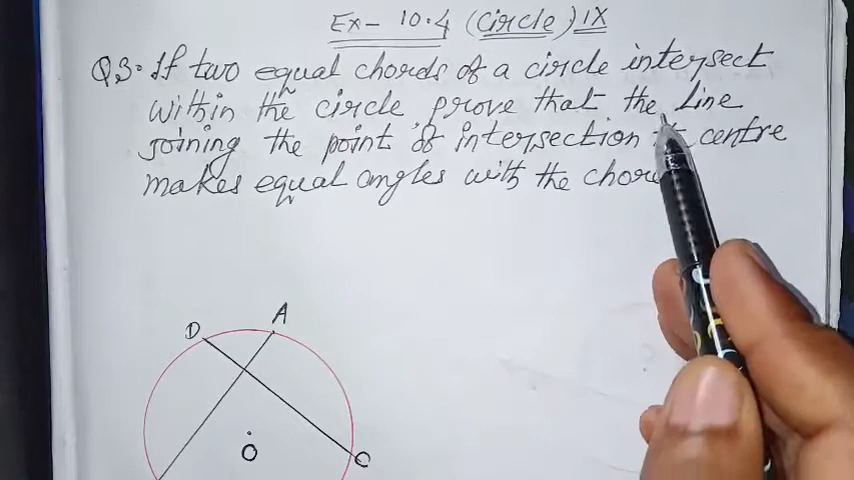 Ex- 10.4 (Circle) IX
Q3. If two equal chords of a circle intersect
within the circle, prove that the line
joining the point of intersection centre
makes equal angles with the
D A
O C